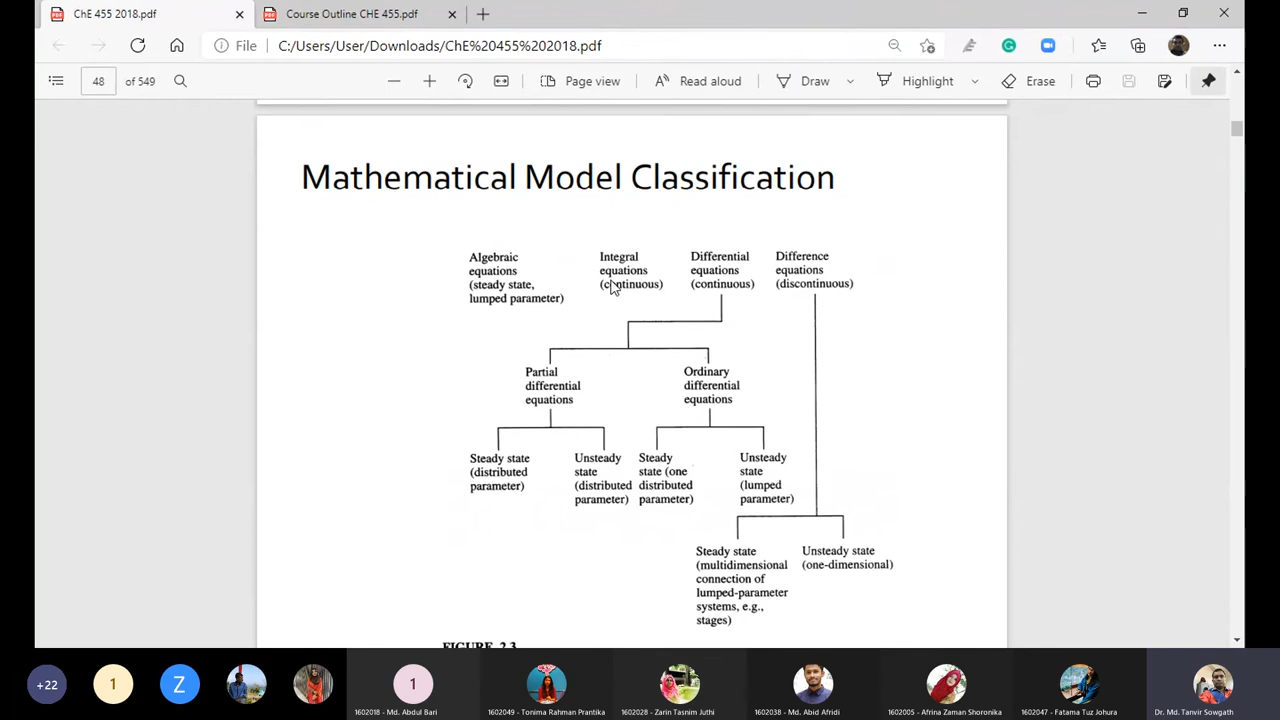 ChE 455 2018.pdf
Course Outline CHE 455.pdf
File
C:/Users/User/Downloads/ChE%20455%202018.pdf
48 of 549
Page view
Read aloud
Draw
Highlight
Erase
Mathematical Model Classification
Algebraic
equations
(steady state,
lumped parameter)
Integral
equations
(continuous)
Differential
equations
(continuous)
Difference
equations
(discontinuous)
Partial
differential
equations
Ordinary
differential
equations
Steady state
(distributed
parameter)
Unsteady
state
(distributed
parameter)
Steady
state (one
distributed
parameter)
Unsteady
state
(lumped
parameter)
Steady state
(multidimensional
connection of
lumped-parameter
systems, e.g.,
stages)
Unsteady state
(one-dimensional)
FIGURE 2.3
+22
1
Z
1
1602018 - Md. Abdul Bari
1602049 - Tonima Rahman Prantika
1602028 - Zarin Tasnim Juthi
1602038 - Md. Abid Afridi
1602005 - Afrina Zaman Shoronika
1602047 - Fatama Tuz Johura
Dr. Md. Tanvir Sowgath